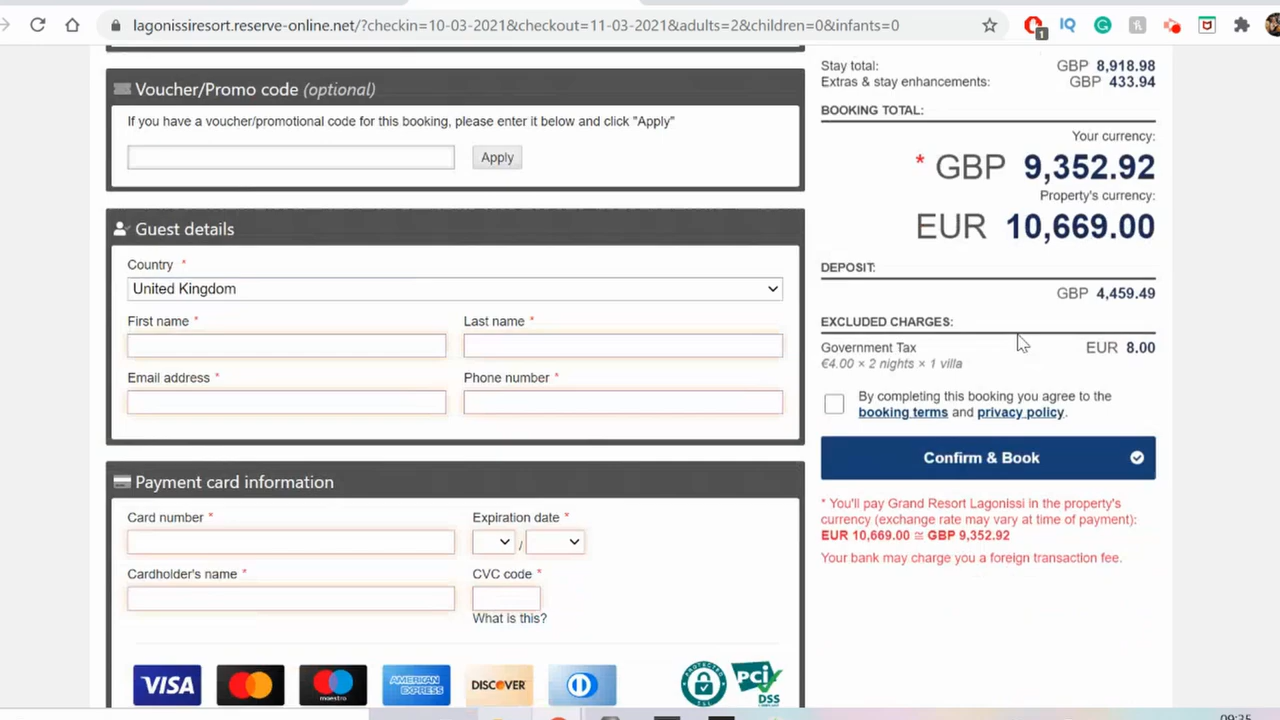 lagonissiresort.reserve-online.net/?checkin=10-03-2021&checkout=11-03-2021&adults=2&children=0&infants=0
1
Voucher/Promo code (optional)
If you have a voucher/promotional code for this booking, please enter it below and click "Apply"
Apply
Guest details
Country *
United Kingdom
First name * Last name *
Email address * Phone number *
Payment card information
Card number * Expiration date *
/
Cardholder's name * CVC code *
What is this?
VISA
maestro
AMERICAN EXPRESS
DISCOVER
PROTECTED
PCI
DSS
Stay total: GBP 8,918.98
Extras & stay enhancements: GBP 433.94
BOOKING TOTAL:
Your currency:
* GBP 9,352.92
Property's currency:
EUR 10,669.00
DEPOSIT:
GBP 4,459.49
EXCLUDED CHARGES:
Government Tax EUR 8.00
€4.00 × 2 nights × 1 villa
By completing this booking you agree to the
booking terms and privacy policy.
Confirm & Book
* You'll pay Grand Resort Lagonissi in the property's
currency (exchange rate may vary at time of payment):
EUR 10,669.00 ≅ GBP 9,352.92
Your bank may charge you a foreign transaction fee.
09:35